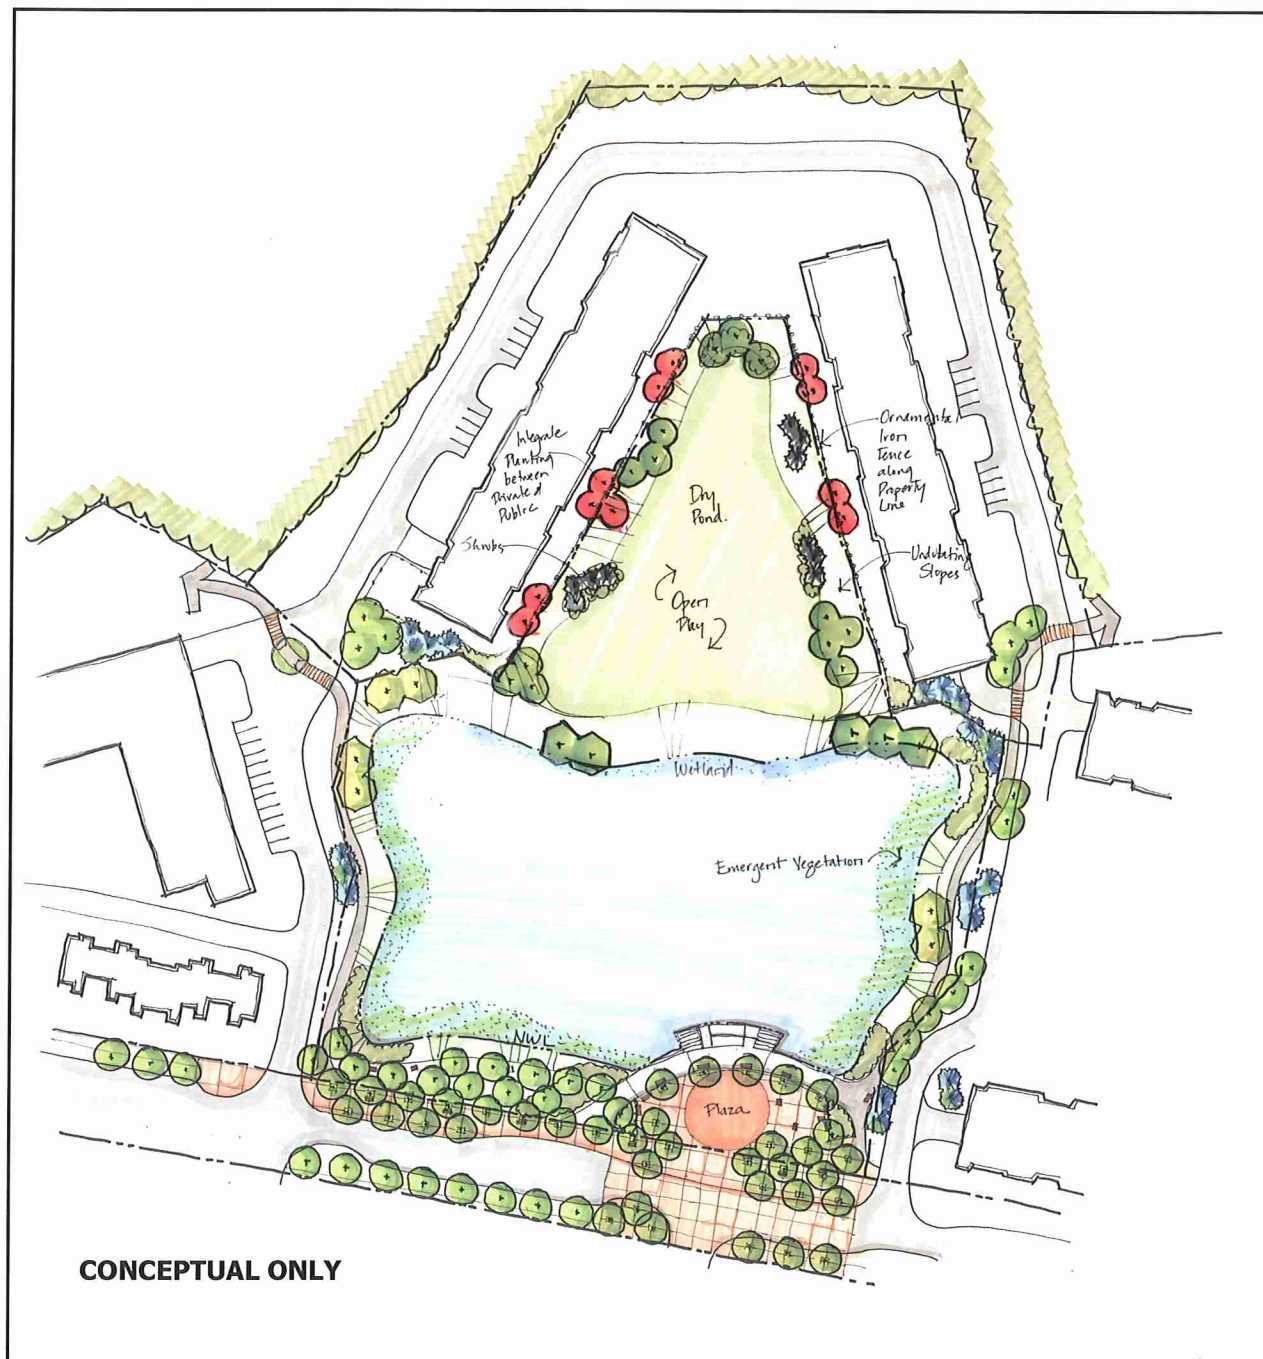 Integrate
Planting
between
Private &
Public
Shrubs
Dry
Pond.
Open
Play
Ornamental
Iron
Fence
along
Property
Line
Undulating
Slopes
Wetland
Emergent Vegetation
NWL
Plaza
CONCEPTUAL ONLY